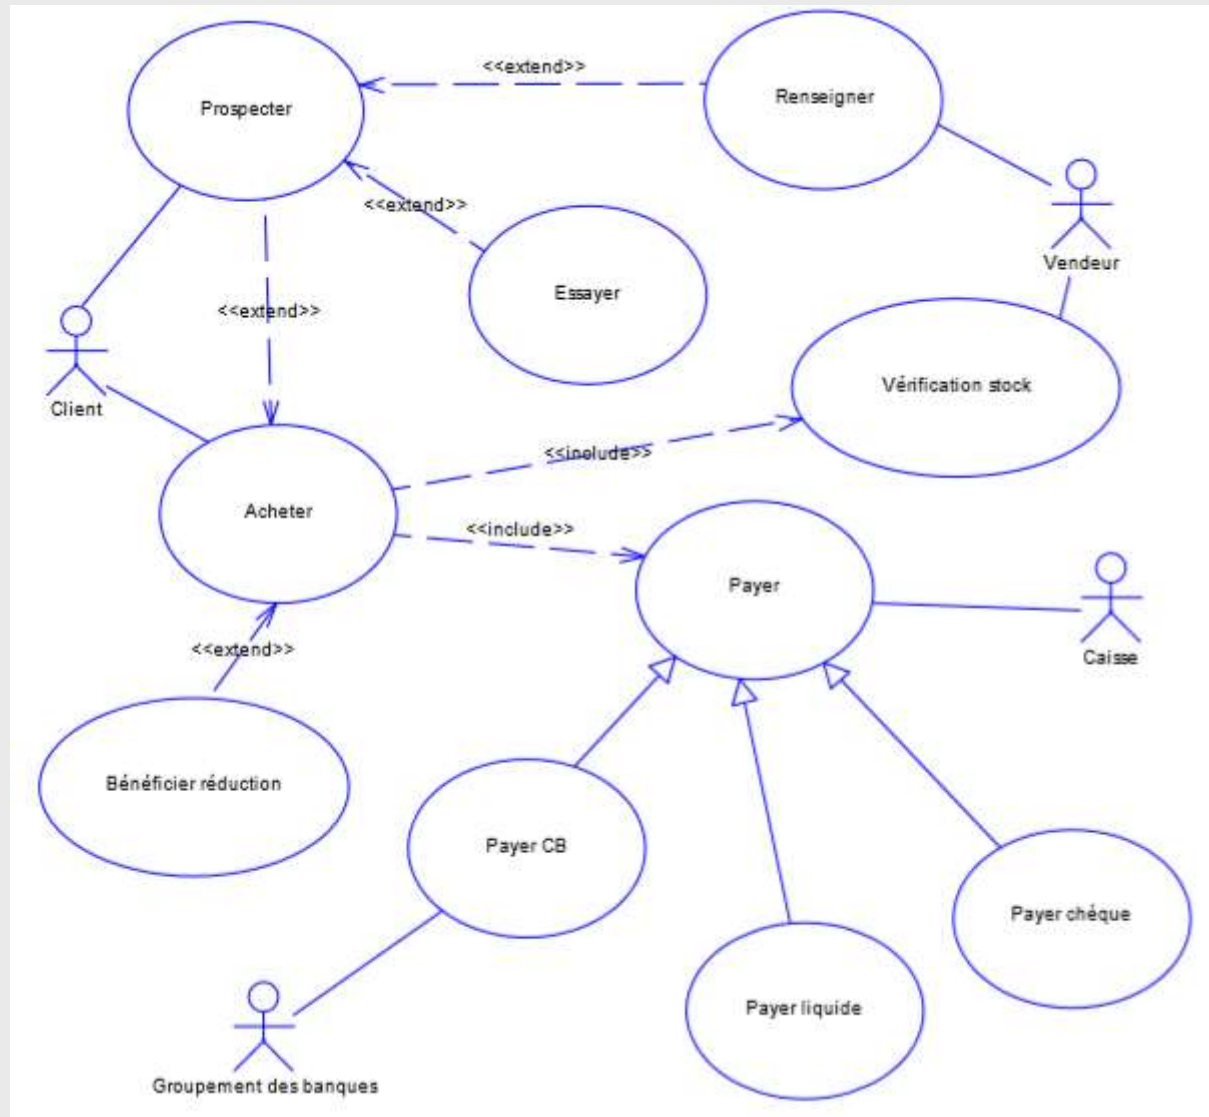 <<extend>>
Prospecter
Renseigner
<<extend>>
Vendeur
Essayer
<<extend>>
Vérification stock
Client
<<include>>
Acheter
<<include>>
Payer
<<extend>>
Caisse
Bénéficier réduction
Payer CB
Payer chéque
Payer liquide
Groupement des banques